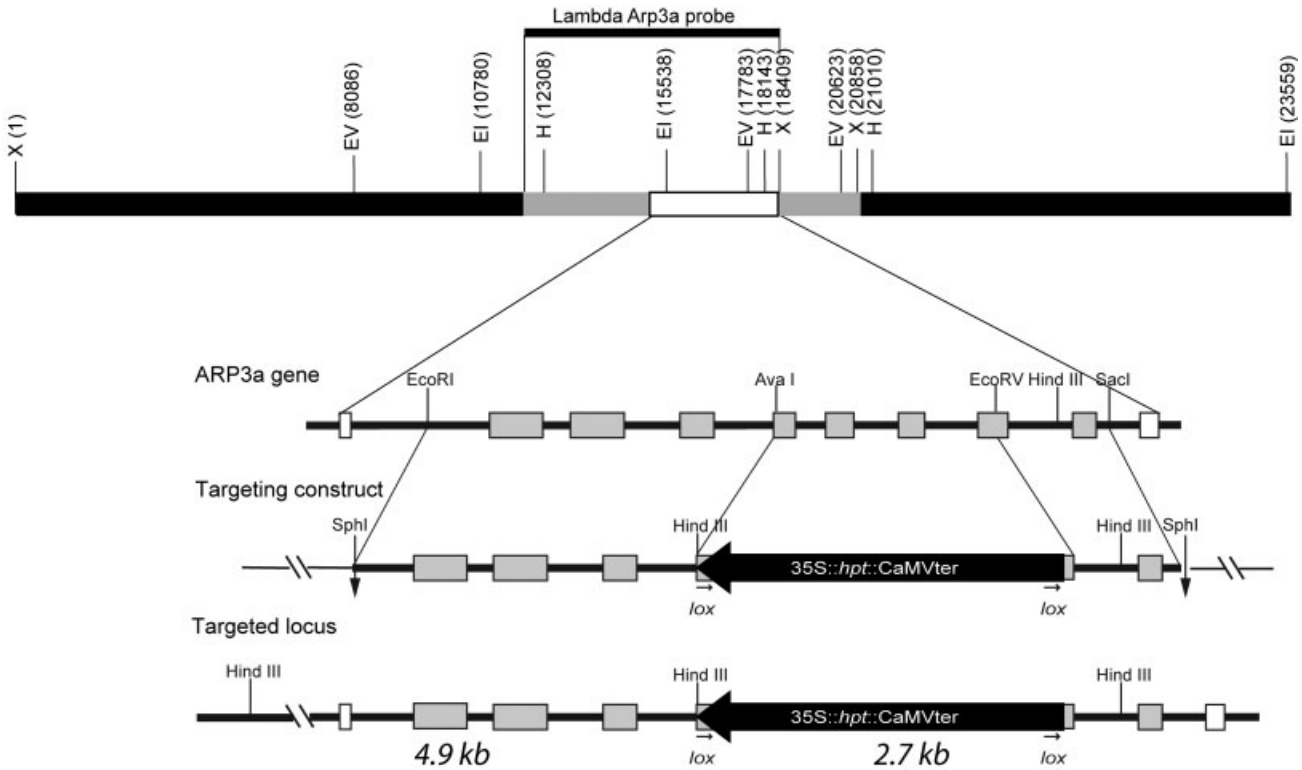 Lambda Arp3a probe
X (1)
EV (8086)
EI (10780)
H (12308)
EI (15538)
EV (17783)
H (18143)
X (18409)
EV (20623)
X (20858)
H (21010)
EI (23559)
ARP3a gene
EcoRI
Ava I
EcoRV
Hind III
SacI
Targeting construct
SphI
Hind III
Hind III
SphI
35S::hpt::CaMVter
lox
lox
Targeted locus
Hind III
Hind III
Hind III
35S::hpt::CaMVter
4.9 kb
lox
2.7 kb
lox